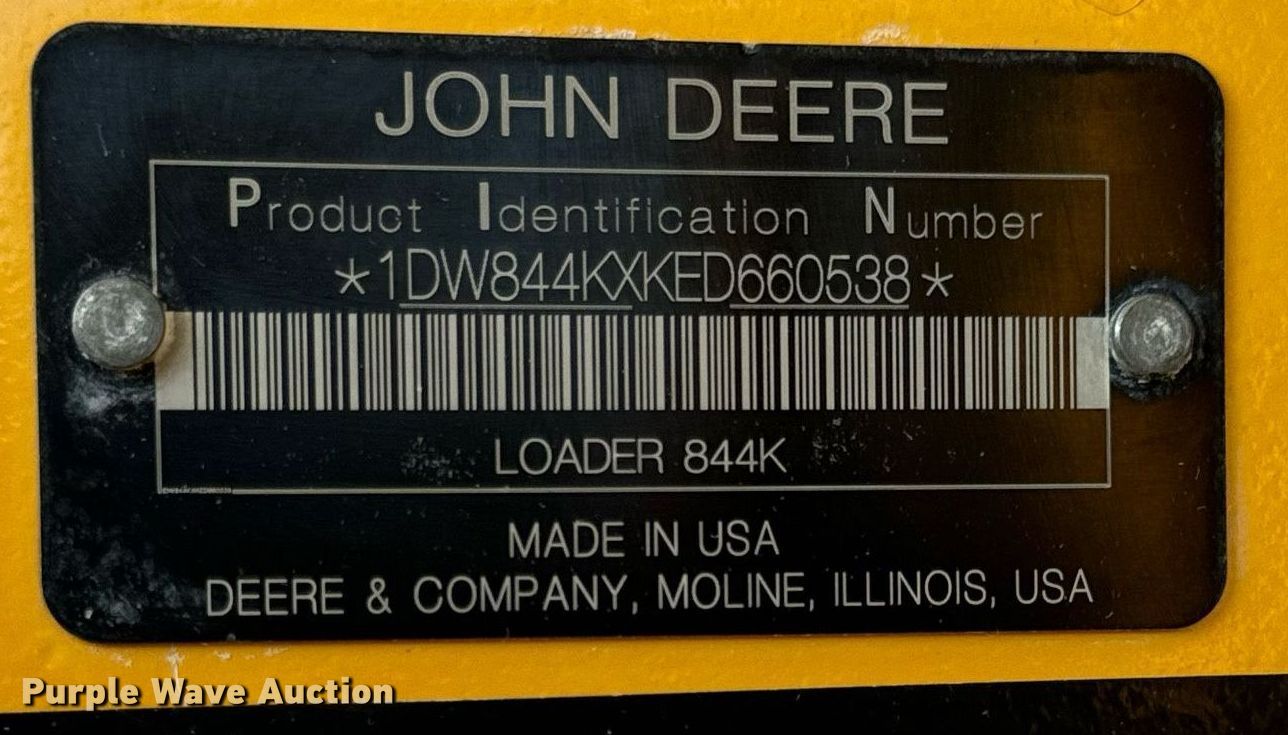 JOHN DEERE
Product Identification Number
*1DW844KXKED660538*
LOADER 844K
MADE IN USA
DEERE & COMPANY, MOLINE, ILLINOIS, USA
Purple Wave Auction